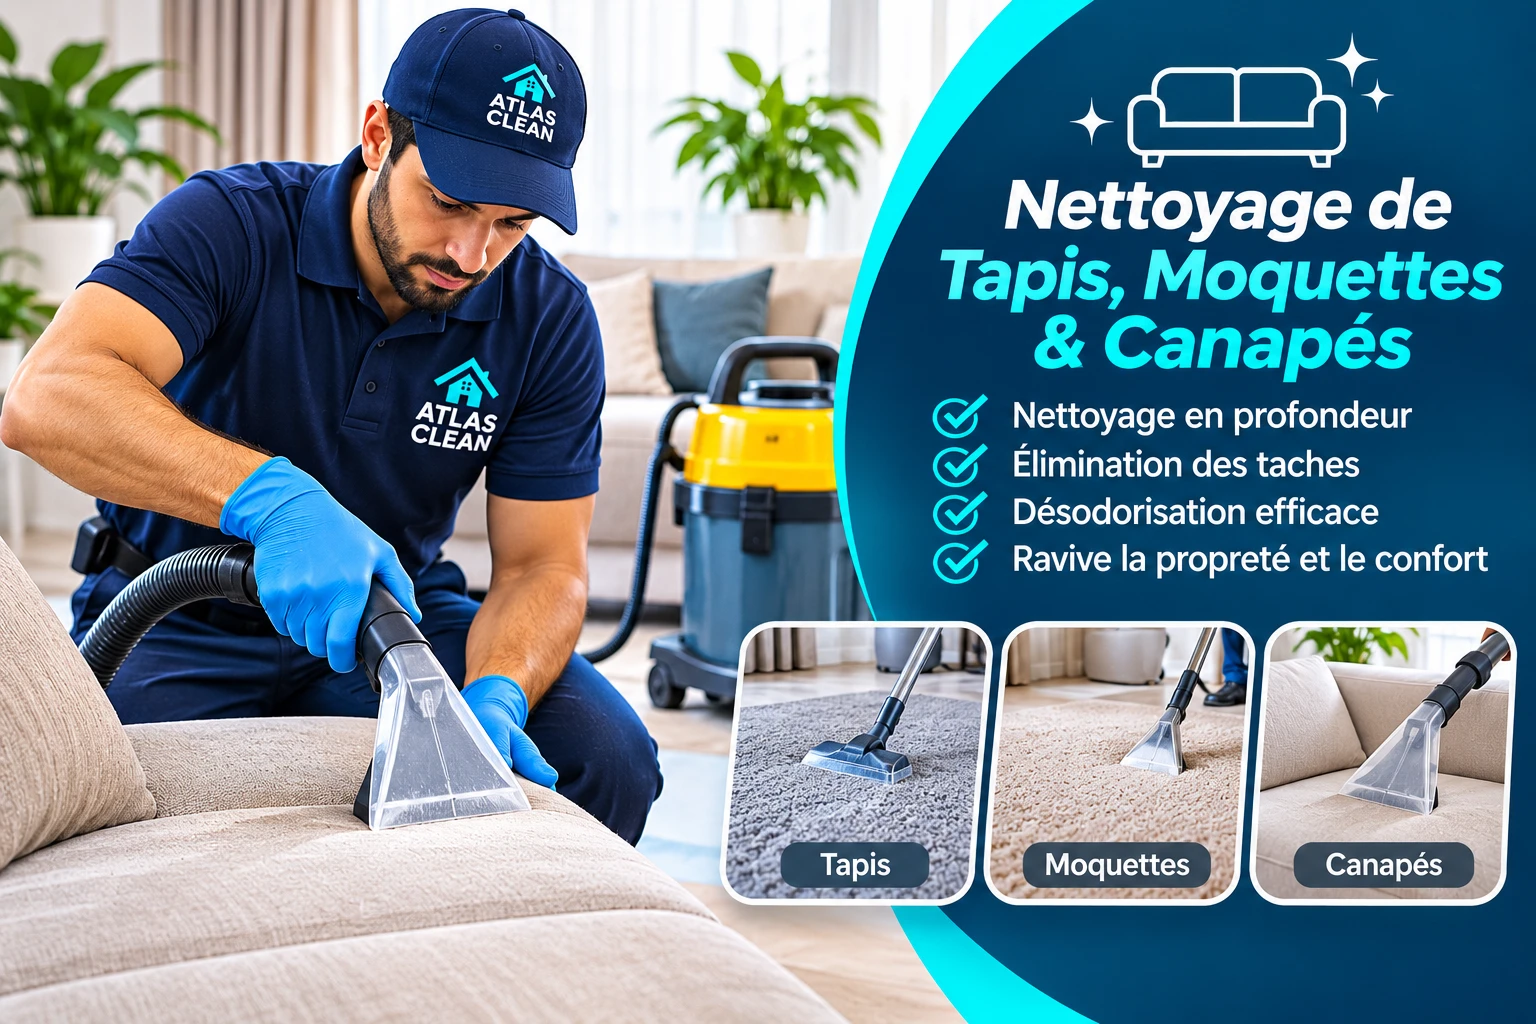 ATLAS
CLEAN
ATLAS
CLEAN
Nettoyage de
Tapis, Moquettes
& Canapés
Nettoyage en profondeur
Élimination des taches
Désodorisation efficace
Ravive la propreté et le confort
Tapis
Moquettes
Canapés